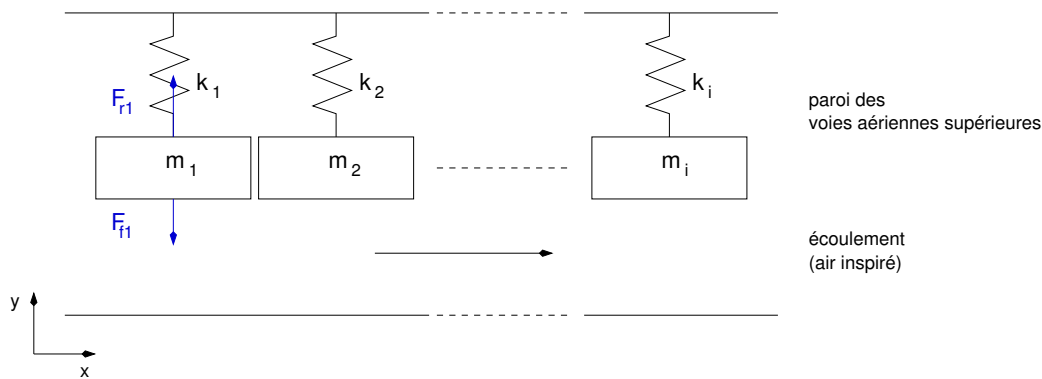 k 1
k 2
k i
F r1
m 1
m 2
m i
paroi des
voies aériennes supérieures
F f1
écoulement
(air inspiré)
y
x